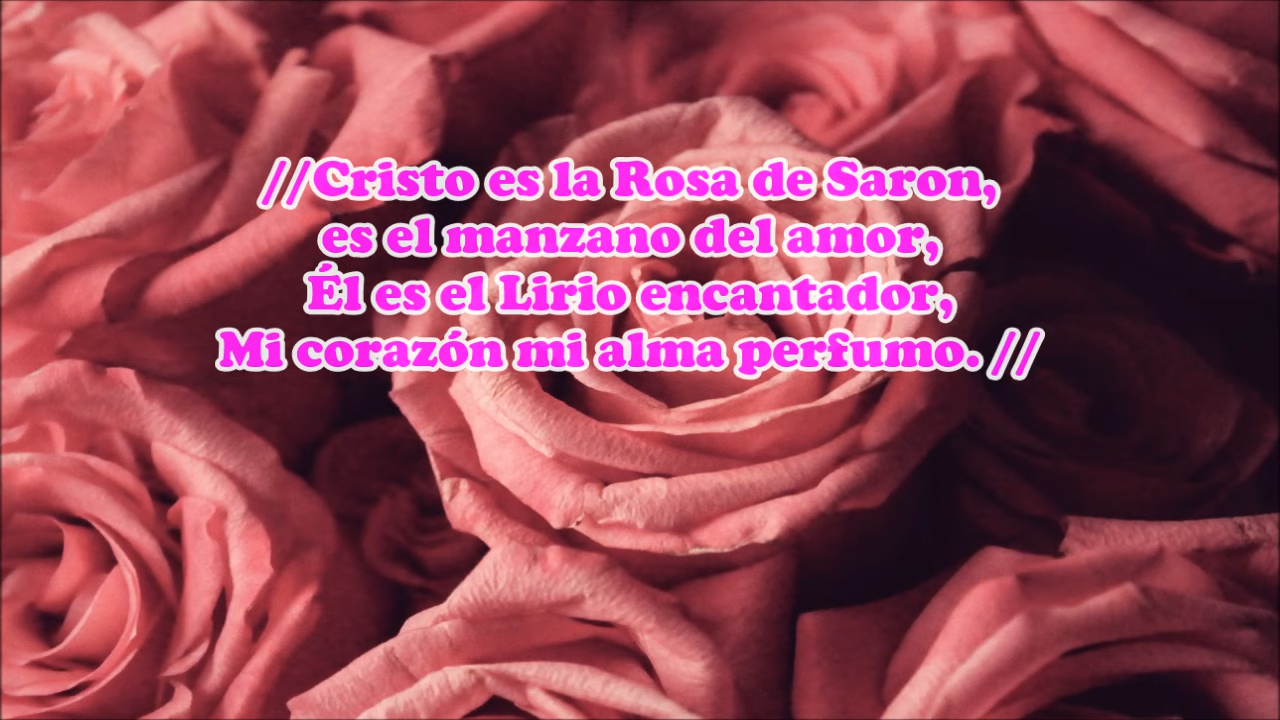 //Cristo es la Rosa de Saron,
es el manzano del amor,
Él es el Lirio encantador,
Mi corazón mi alma perfumo. //